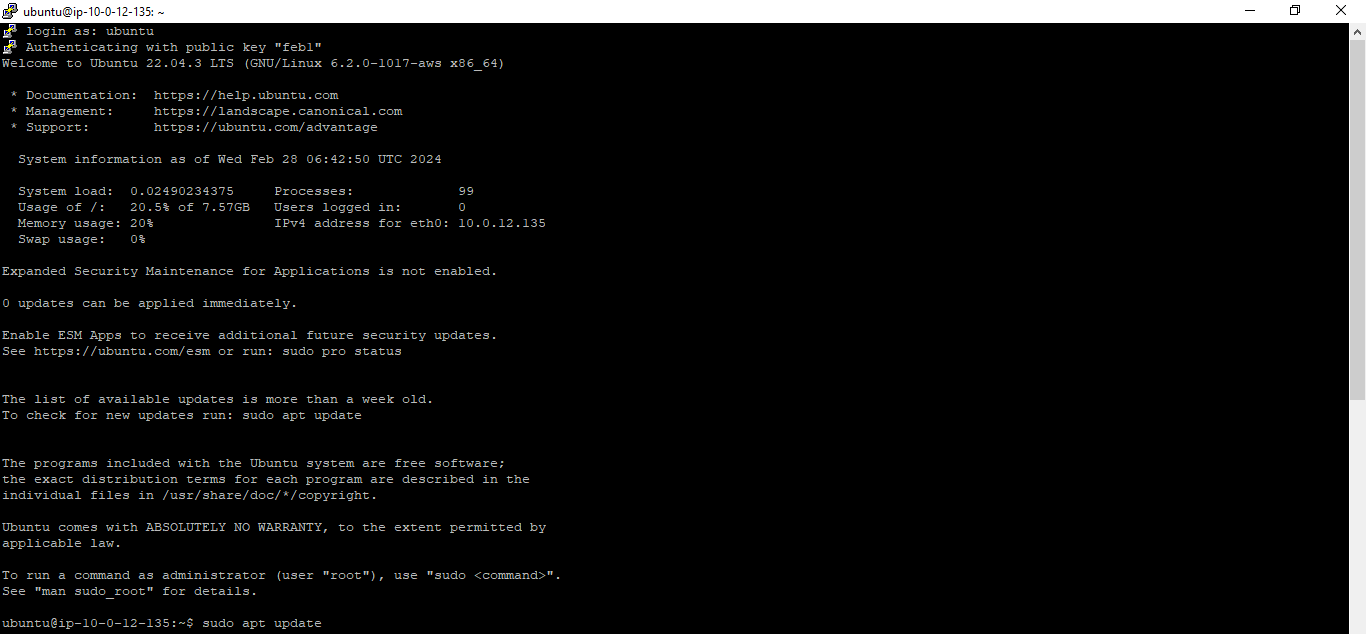 ubuntu@ip-10-0-12-135: ~
login as: ubuntu
Authenticating with public key "feb1"
Welcome to Ubuntu 22.04.3 LTS (GNU/Linux 6.2.0-1017-aws x86_64)
* Documentation:  https://help.ubuntu.com
* Management:     https://landscape.canonical.com
* Support:        https://ubuntu.com/advantage
System information as of Wed Feb 28 06:42:50 UTC 2024
System load:  0.02490234375     Processes:             99
Usage of /:   20.5% of 7.57GB   Users logged in:       0
Memory usage: 20%               IPv4 address for eth0: 10.0.12.135
Swap usage:   0%
Expanded Security Maintenance for Applications is not enabled.
0 updates can be applied immediately.
Enable ESM Apps to receive additional future security updates.
See https://ubuntu.com/esm or run: sudo pro status
The list of available updates is more than a week old.
To check for new updates run: sudo apt update
The programs included with the Ubuntu system are free software;
the exact distribution terms for each program are described in the
individual files in /usr/share/doc/*/copyright.
Ubuntu comes with ABSOLUTELY NO WARRANTY, to the extent permitted by
applicable law.
To run a command as administrator (user "root"), use "sudo <command>".
See "man sudo_root" for details.
ubuntu@ip-10-0-12-135:~$ sudo apt update